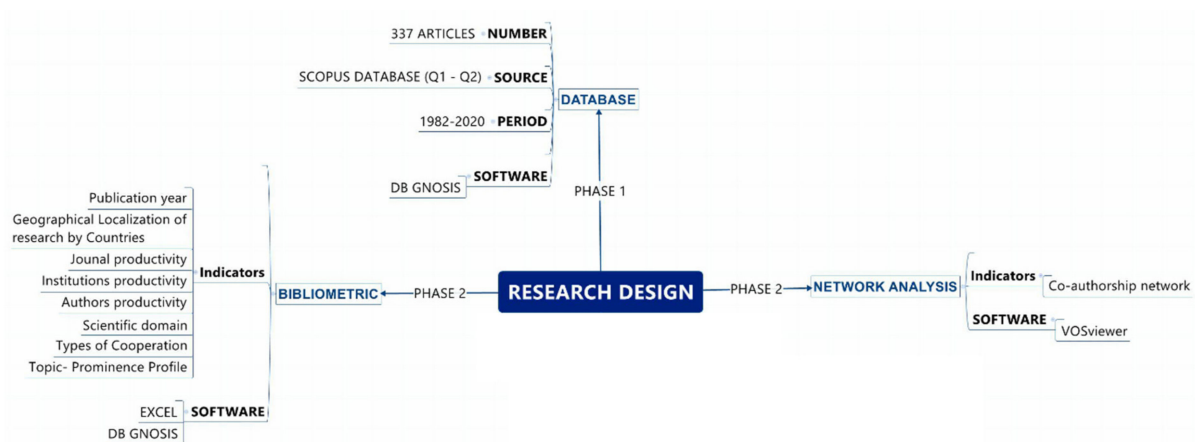 337 ARTICLES NUMBER
SCOPUS DATABASE (Q1 - Q2) SOURCE
DATABASE
1982-2020 PERIOD
SOFTWARE
DB GNOSIS
PHASE 1
Publication year
Geographical Localization of
research by Countries
Jounal productivity
Indicators
Institutions productivity
Authors productivity
Scientific domain
Types of Cooperation
Topic- Prominence Profile
BIBLIOMETRIC
PHASE 2
RESEARCH DESIGN
PHASE 2
NETWORK ANALYSIS
Indicators
Co-authorship network
SOFTWARE
VOSviewer
EXCEL SOFTWARE
DB GNOSIS